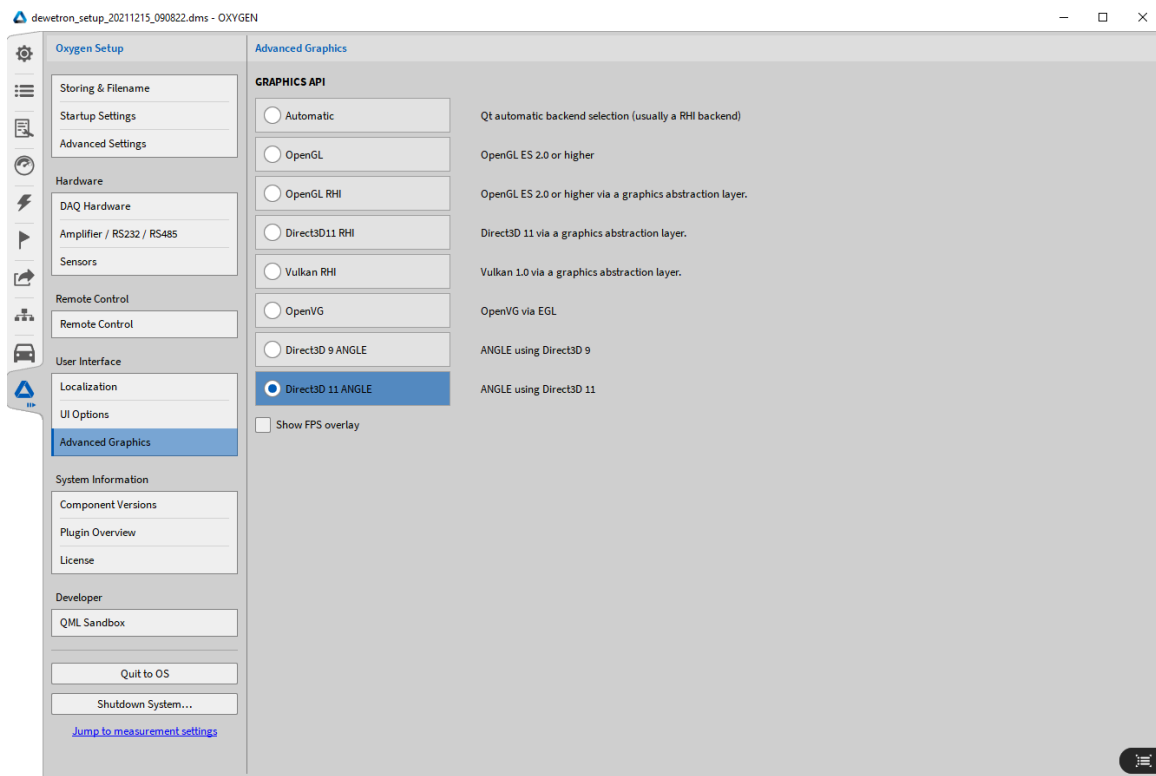 dewetron_setup_20211215_090822.dms - OXYGEN
Oxygen Setup
Storing & Filename
Startup Settings
Advanced Settings
Hardware
DAQ Hardware
Amplifier / RS232 / RS485
Sensors
Remote Control
Remote Control
User Interface
Localization
UI Options
Advanced Graphics
System Information
Component Versions
Plugin Overview
License
Developer
QML Sandbox
Quit to OS
Shutdown System...
Jump to measurement settings
Advanced Graphics
GRAPHICS API
Automatic Qt automatic backend selection (usually a RHI backend)
OpenGL OpenGL ES 2.0 or higher
OpenGL RHI OpenGL ES 2.0 or higher via a graphics abstraction layer.
Direct3D11 RHI Direct3D 11 via a graphics abstraction layer.
Vulkan RHI Vulkan 1.0 via a graphics abstraction layer.
OpenVG OpenVG via EGL
Direct3D 9 ANGLE ANGLE using Direct3D 9
Direct3D 11 ANGLE ANGLE using Direct3D 11
Show FPS overlay